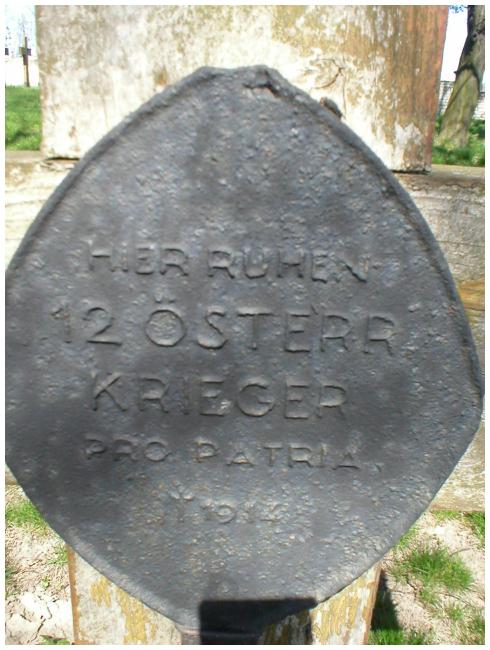 HIER RUHEN
12 ÖSTERR
KRIEGER
PRO PATRIA.
† 1914